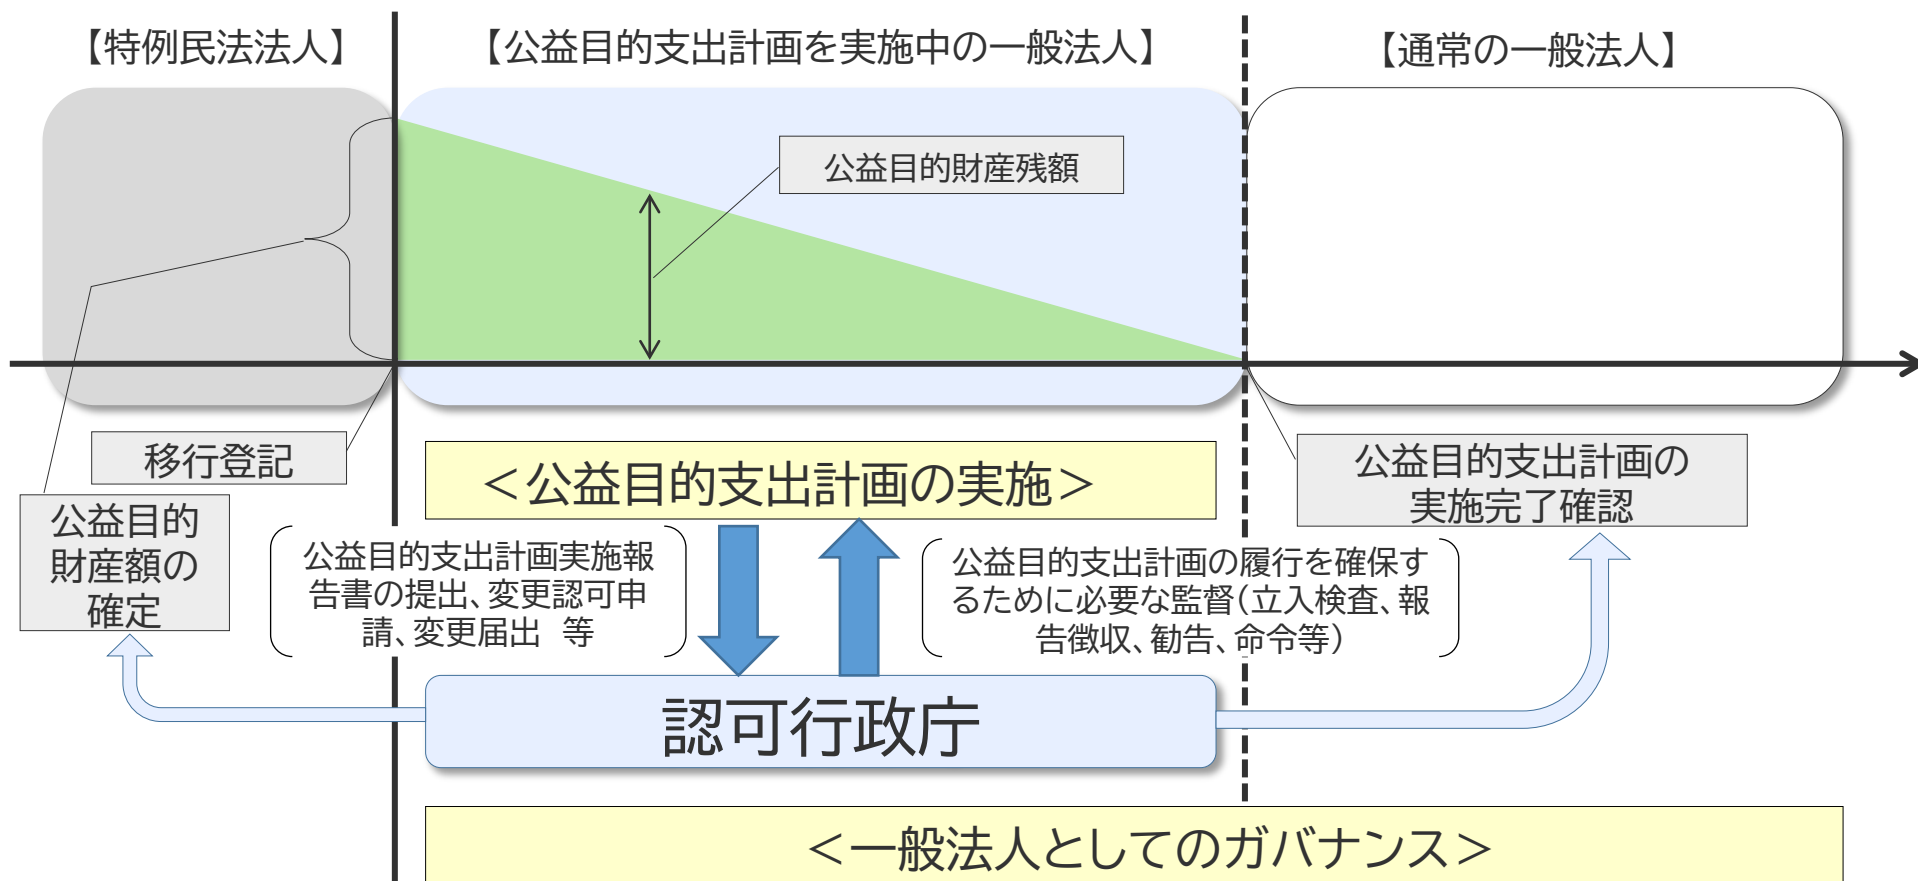 【特例民法法人】
【公益目的支出計画を実施中の一般法人】
【通常の一般法人】
公益目的財産残額
移行登記
公益目的
財産額の
確定
＜公益目的支出計画の実施＞
公益目的支出計画の
実施完了確認
公益目的支出計画実施報
告書の提出、変更認可申
請、変更届出　等
公益目的支出計画の履行を確保す
るために必要な監督（立入検査、報
告徴収、勧告、命令等）
認可行政庁
＜一般法人としてのガバナンス＞